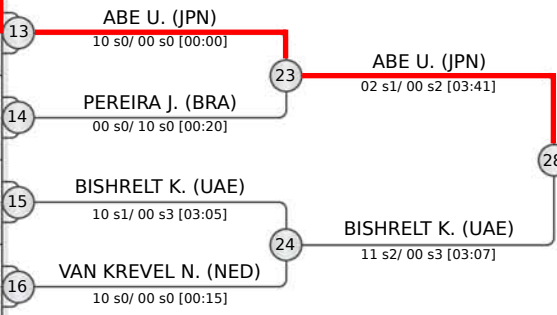 ABE U. (JPN)
13
10 s0/ 00 s0 [00:00]
ABE U. (JPN)
23
02 s1/ 00 s2 [03:41]
PEREIRA J. (BRA)
14
00 s0/ 10 s0 [00:20]
28
BISHRELT K. (UAE)
15
10 s1/ 00 s3 [03:05]
BISHRELT K. (UAE)
24
11 s2/ 00 s3 [03:07]
VAN KREVEL N. (NED)
16
10 s0/ 00 s0 [00:15]